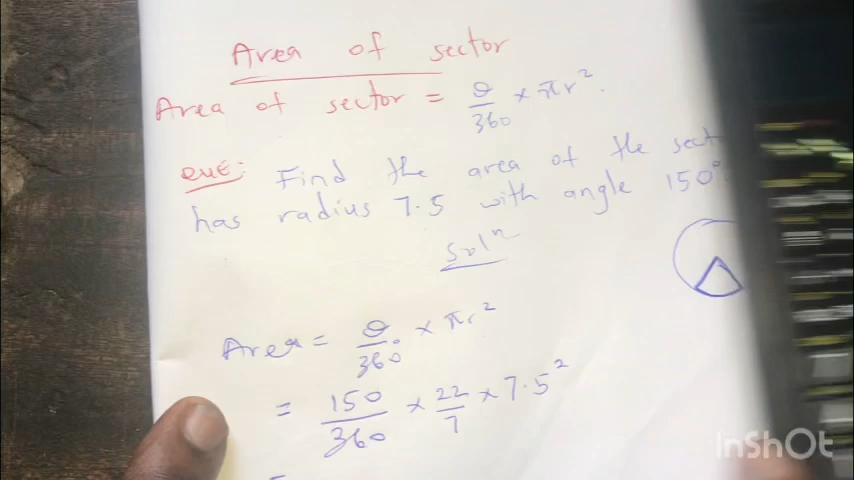 Area of sector
Area of sector = θ/360 × πr².
QUE: Find the area of the sect
has radius 7.5 with angle 150°
Solⁿ
Area = θ/360° × πr²
= 150/360 × 22/7 × 7.5²
=
InShOt